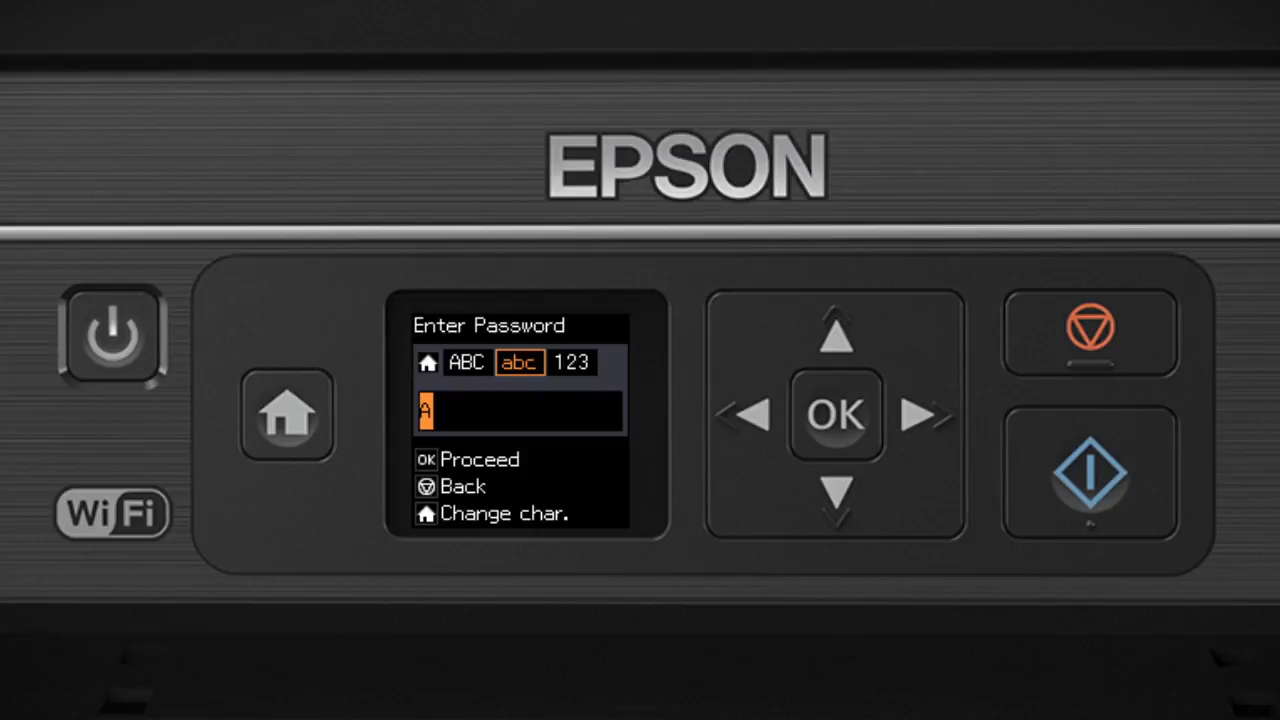 EPSON
Enter Password
ABC abc 123
A
OK Proceed
Back
Change char.
OK
WiFi